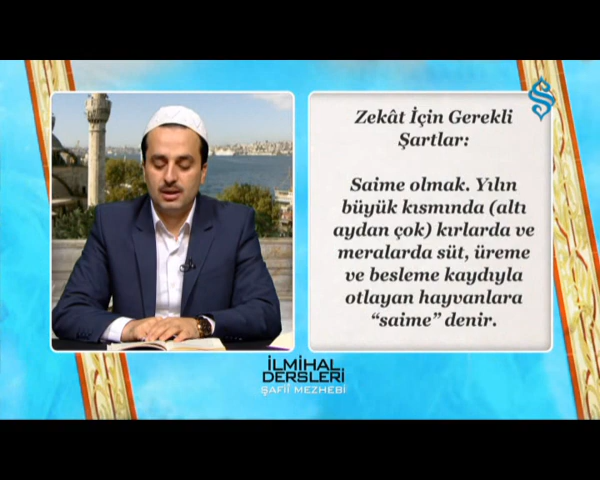 Zekât İçin Gerekli
Şartlar:
Saime olmak. Yılın
büyük kısmında (altı
aydan çok) kırlarda ve
meralarda süt, üreme
ve besleme kaydıyla
otlayan hayvanlara
“saime” denir.
İLMİHAL
DERSLERİ
ŞAFİİ MEZHEBİ